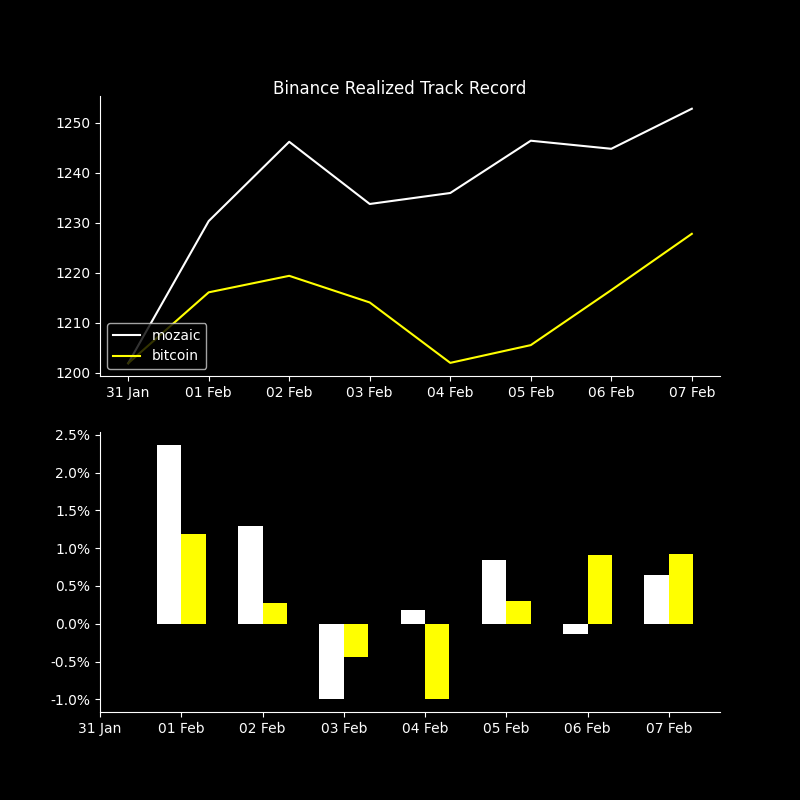 Binance Realized Track Record
1250
1240
1230
1220
1210
1200
mozaic
bitcoin
31 Jan 01 Feb 02 Feb 03 Feb 04 Feb 05 Feb 06 Feb 07 Feb
2.5%
2.0%
1.5%
1.0%
0.5%
0.0%
-0.5%
-1.0%
31 Jan 01 Feb 02 Feb 03 Feb 04 Feb 05 Feb 06 Feb 07 Feb